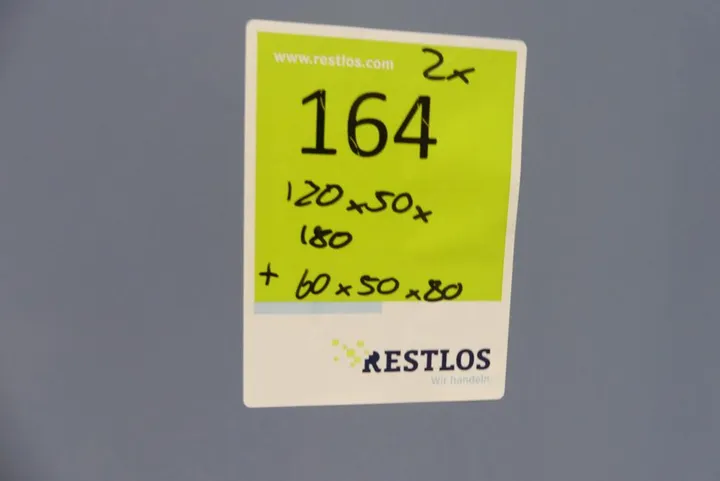 www.restlos.com
2x
164
120x50x
180
+ 60x50x80
RESTLOS
Wir handeln.